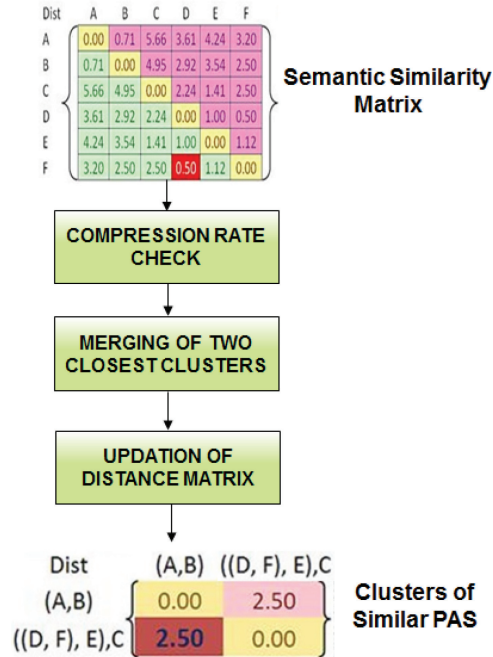 Dist A B C D E F
A 0.00 0.71 5.66 3.61 4.24 3.20
B 0.71 0.00 4.95 2.92 3.54 2.50
C 5.66 4.95 0.00 2.24 1.41 2.50
D 3.61 2.92 2.24 0.00 1.00 0.50
E 4.24 3.54 1.41 1.00 0.00 1.12
F 3.20 2.50 2.50 0.50 1.12 0.00
Semantic Similarity
Matrix
COMPRESSION RATE
CHECK
MERGING OF TWO
CLOSEST CLUSTERS
UPDATION OF
DISTANCE MATRIX
Dist (A,B) ((D, F), E),C
(A,B) 0.00 2.50
((D, F), E),C 2.50 0.00
Clusters of
Similar PAS